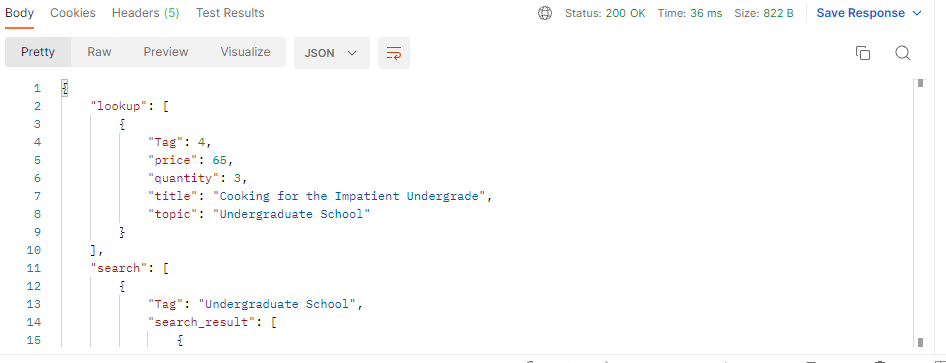 Body Cookies Headers (5) Test Results Status: 200 OK Time: 36 ms Size: 822 B Save Response
Pretty Raw Preview Visualize JSON
1 {
2 "lookup": [
3 {
4 "Tag": 4,
5 "price": 65,
6 "quantity": 3,
7 "title": "Cooking for the Impatient Undergrade",
8 "topic": "Undergraduate School"
9 }
10 ],
11 "search": [
12 {
13 "Tag": "Undergraduate School",
14 "search_result": [
15 {